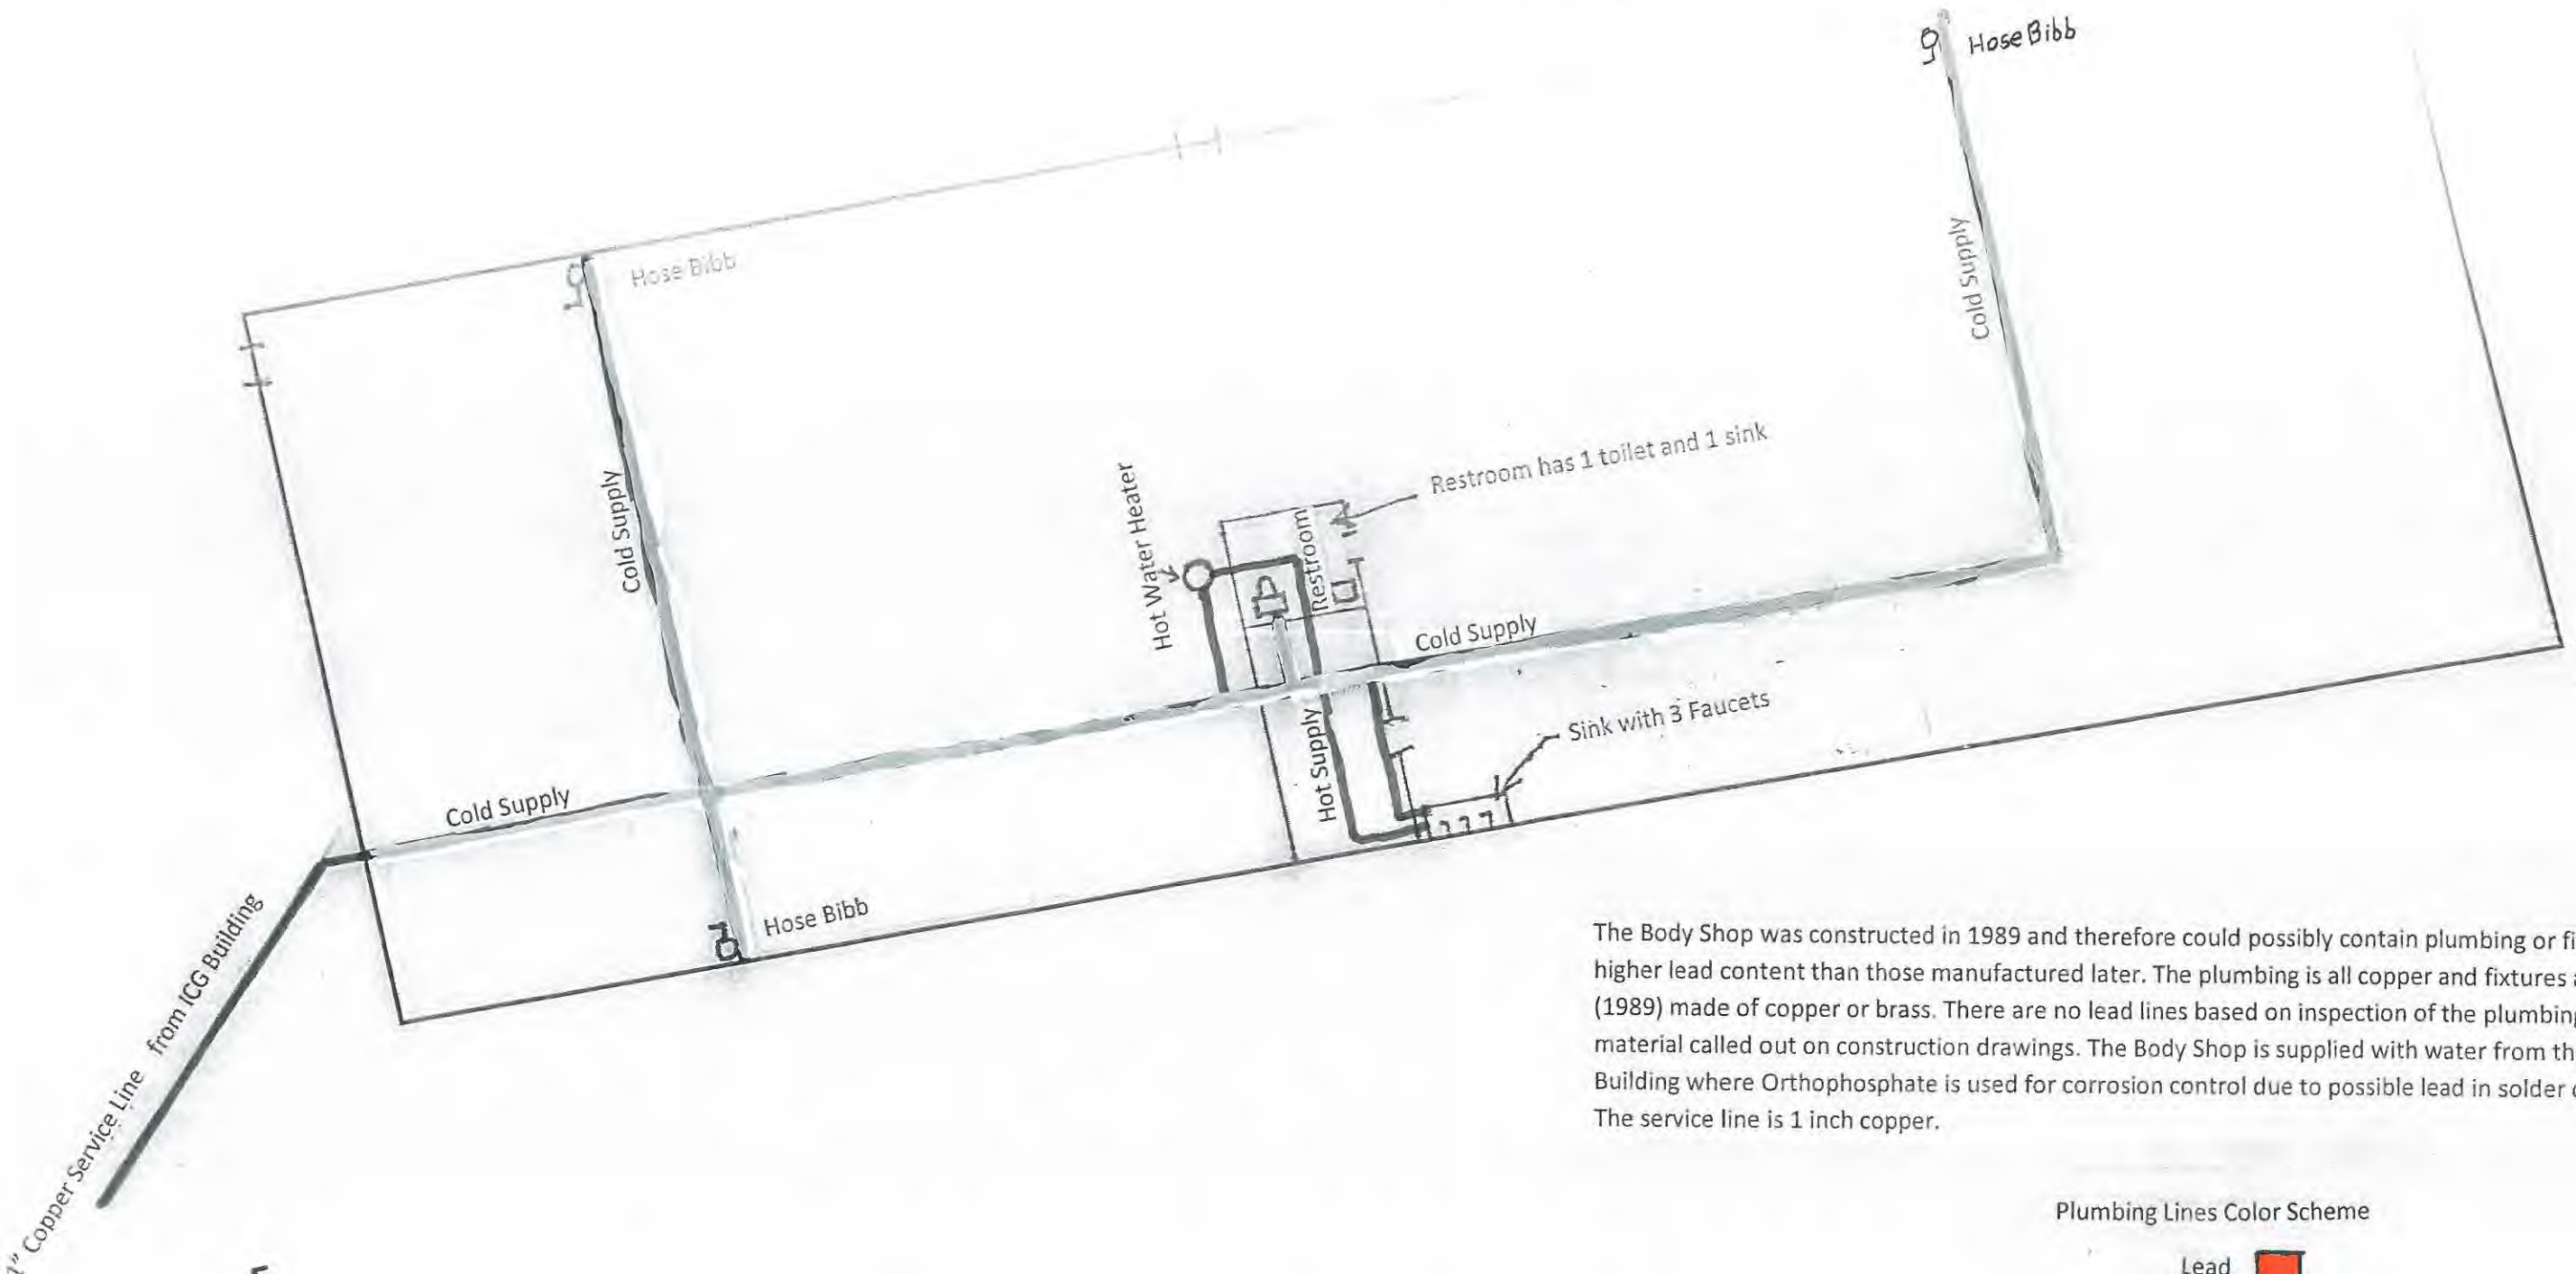 Hose Bibb
Hose Bibb
Cold Supply
Restroom has 1 toilet and 1 sink
Hot Water Heater
Restroom
Cold Supply
Cold Supply
Sink with 3 Faucets
Hot Supply
Cold Supply
Hose Bibb
1" Copper Service Line from ICG Building
The Body Shop was constructed in 1989 and therefore could possibly contain plumbing or fi
higher lead content than those manufactured later. The plumbing is all copper and fixtures
(1989) made of copper or brass. There are no lead lines based on inspection of the plumbing
material called out on construction drawings. The Body Shop is supplied with water from th
Building where Orthophosphate is used for corrosion control due to possible lead in solder
The service line is 1 inch copper.
Plumbing Lines Color Scheme
Lead